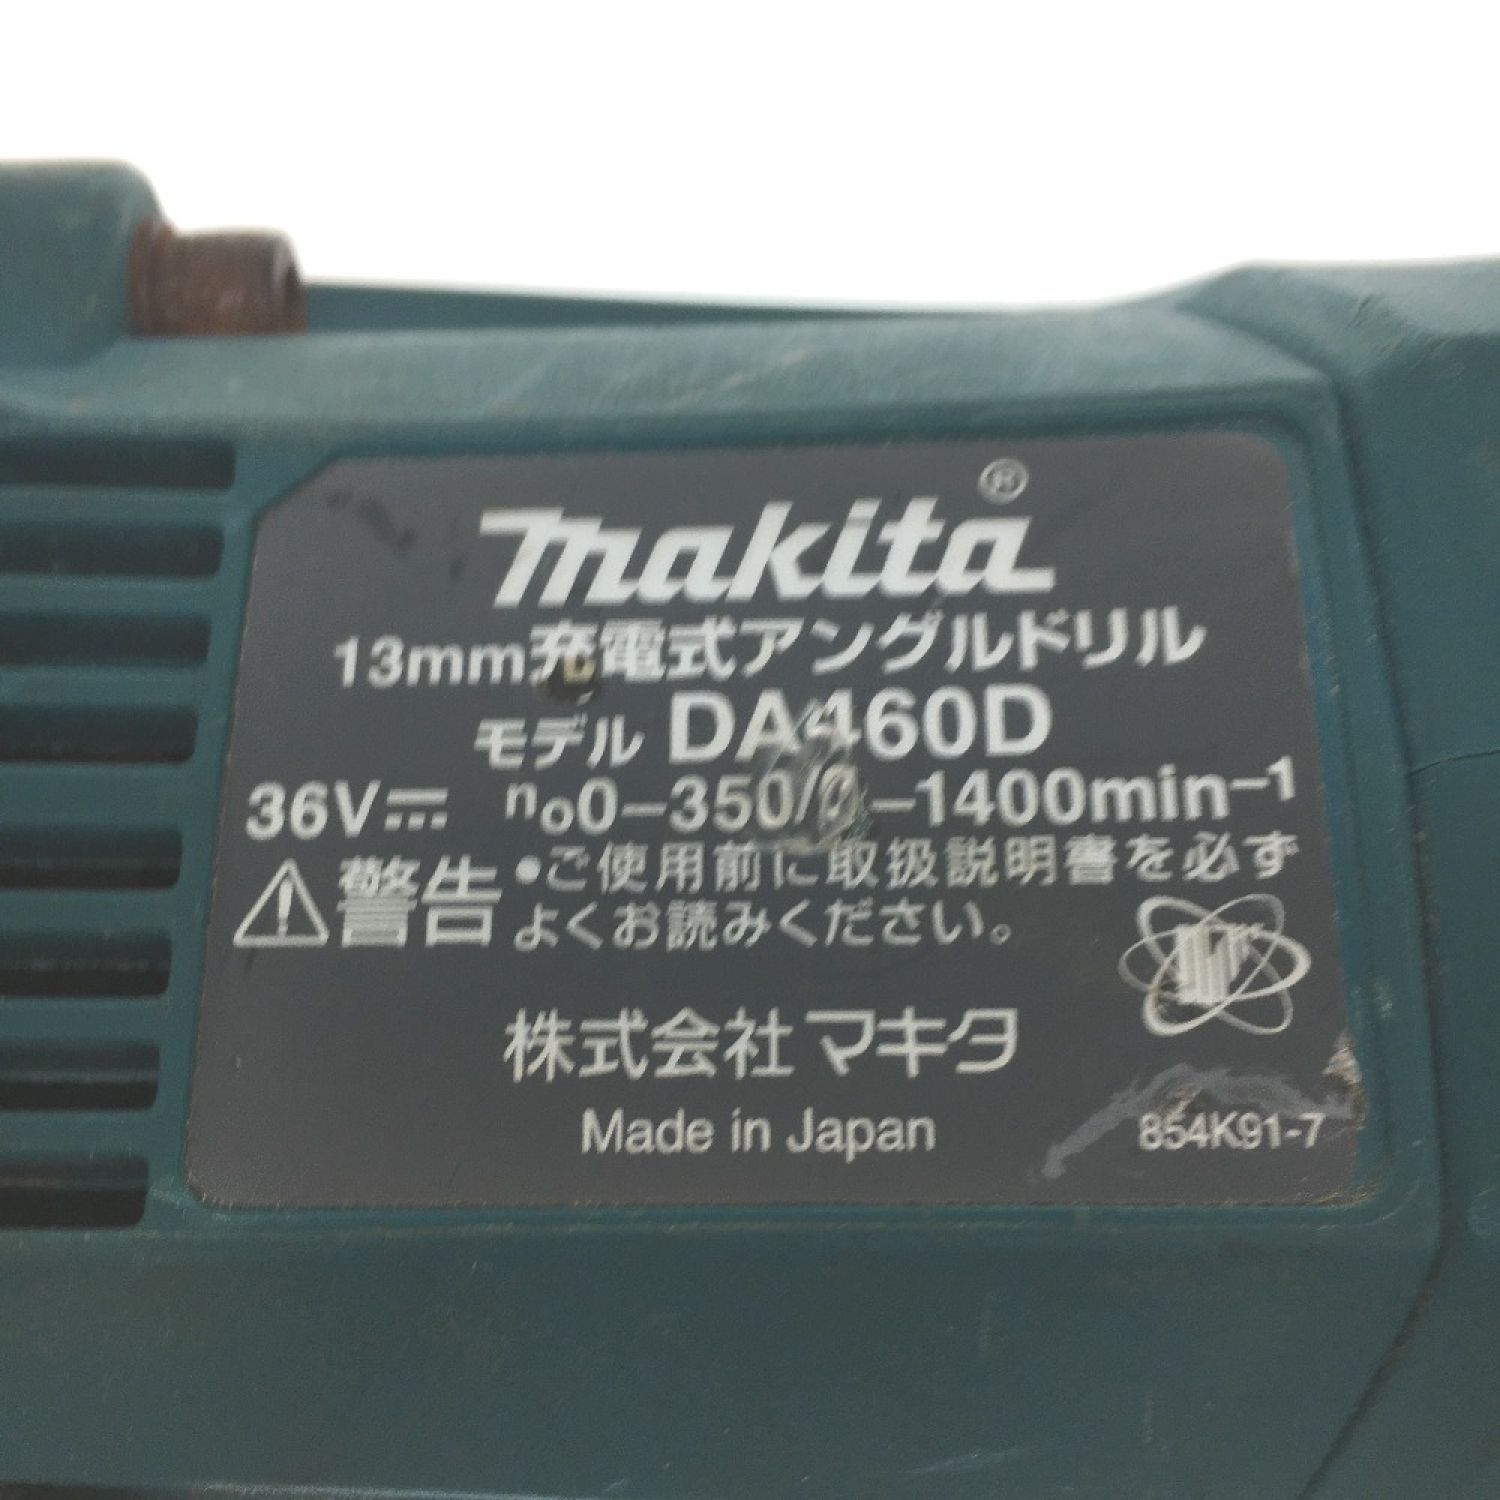 makita®
13mm充電式アングルドリル
モデル DA460D
36V n₀0-350/0-1400min-1
警告 •ご使用前に取扱説明書を必ず
よくお読みください。
株式会社マキタ
Made in Japan
854K91-7